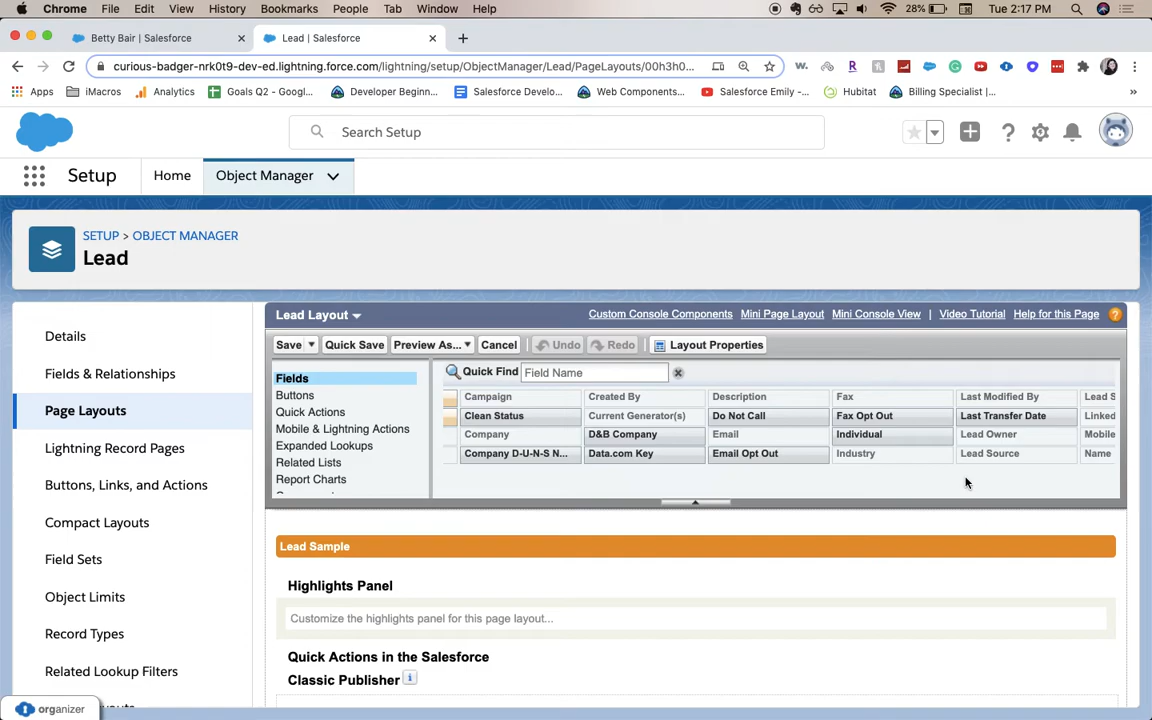 Chrome File Edit View History Bookmarks People Tab Window Help 28% Tue 2:17 PM
Betty Bair | Salesforce Lead | Salesforce
curious-badger-nrk0t9-dev-ed.lightning.force.com/lightning/setup/ObjectManager/Lead/PageLayouts/00h3h0...
Apps iMacros Analytics Goals Q2 - Googl... Developer Beginn... Salesforce Develo... Web Components... Salesforce Emily -... Hubitat Billing Specialist |... »
Search Setup
Setup Home Object Manager
SETUP > OBJECT MANAGER
Lead
Details
Fields & Relationships
Page Layouts
Lightning Record Pages
Buttons, Links, and Actions
Compact Layouts
Field Sets
Object Limits
Record Types
Related Lookup Filters
organizer
Lead Layout Custom Console Components Mini Page Layout Mini Console View | Video Tutorial Help for this Page ?
Save Quick Save Preview As... Cancel Undo Redo Layout Properties
Fields
Buttons
Quick Actions
Mobile & Lightning Actions
Expanded Lookups
Related Lists
Report Charts
Quick Find Field Name
Campaign Created By Description Fax Last Modified By Lead S
Clean Status Current Generator(s) Do Not Call Fax Opt Out Last Transfer Date Linked
Company D&B Company Email Individual Lead Owner Mobile
Company D-U-N-S N... Data.com Key Email Opt Out Industry Lead Source Name
Lead Sample
Highlights Panel
Customize the highlights panel for this page layout...
Quick Actions in the Salesforce
Classic Publisher i